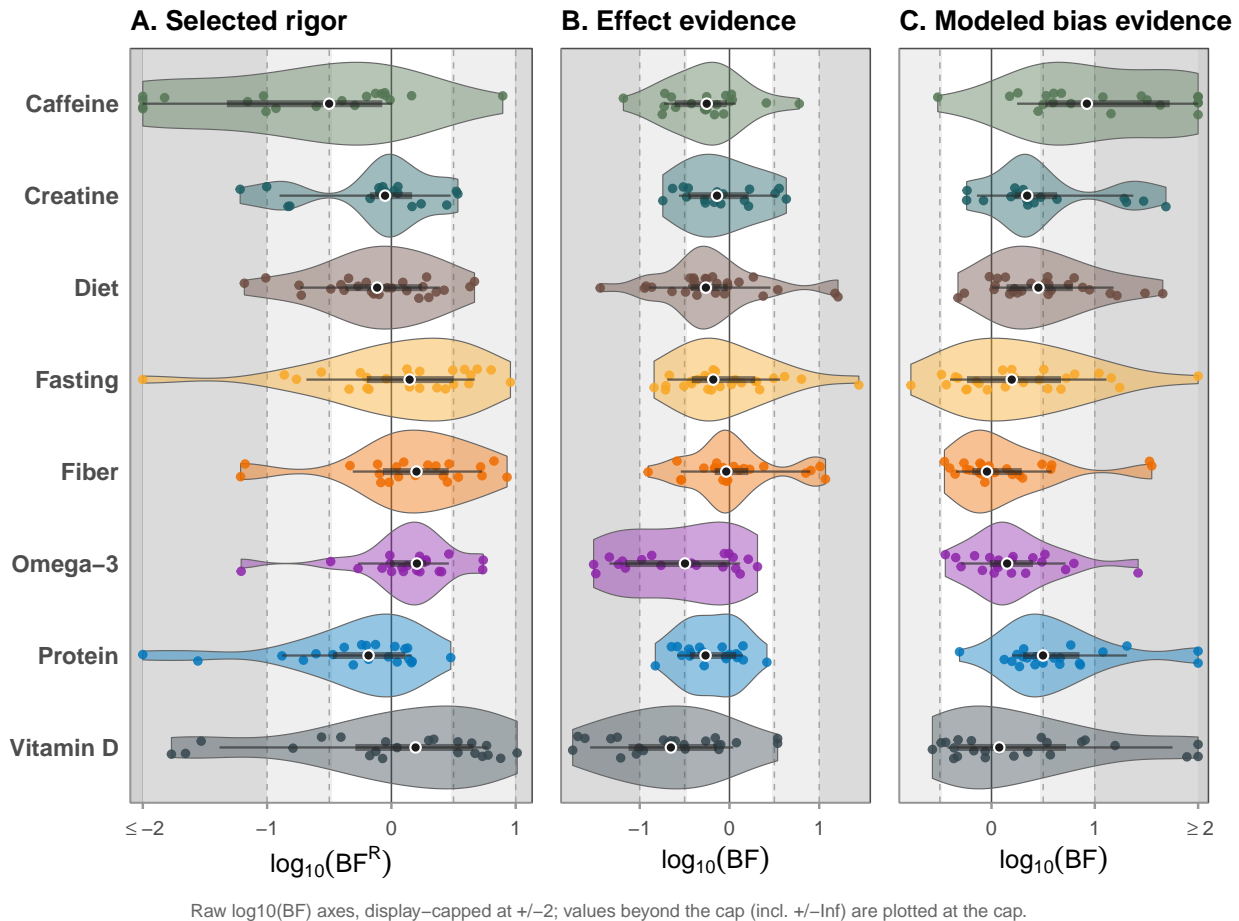 A. Selected rigor
B. Effect evidence
C. Modeled bias evidence
Caffeine
Creatine
Diet
Fasting
Fiber
Omega−3
Protein
Vitamin D
≤ −2 −1 0 1
−1 0 1
0 1 ≥ 2
log₁₀(BFᴿ)
log₁₀(BF)
log₁₀(BF)
Raw log10(BF) axes, display−capped at +/−2; values beyond the cap (incl. +/−Inf) are plotted at the cap.